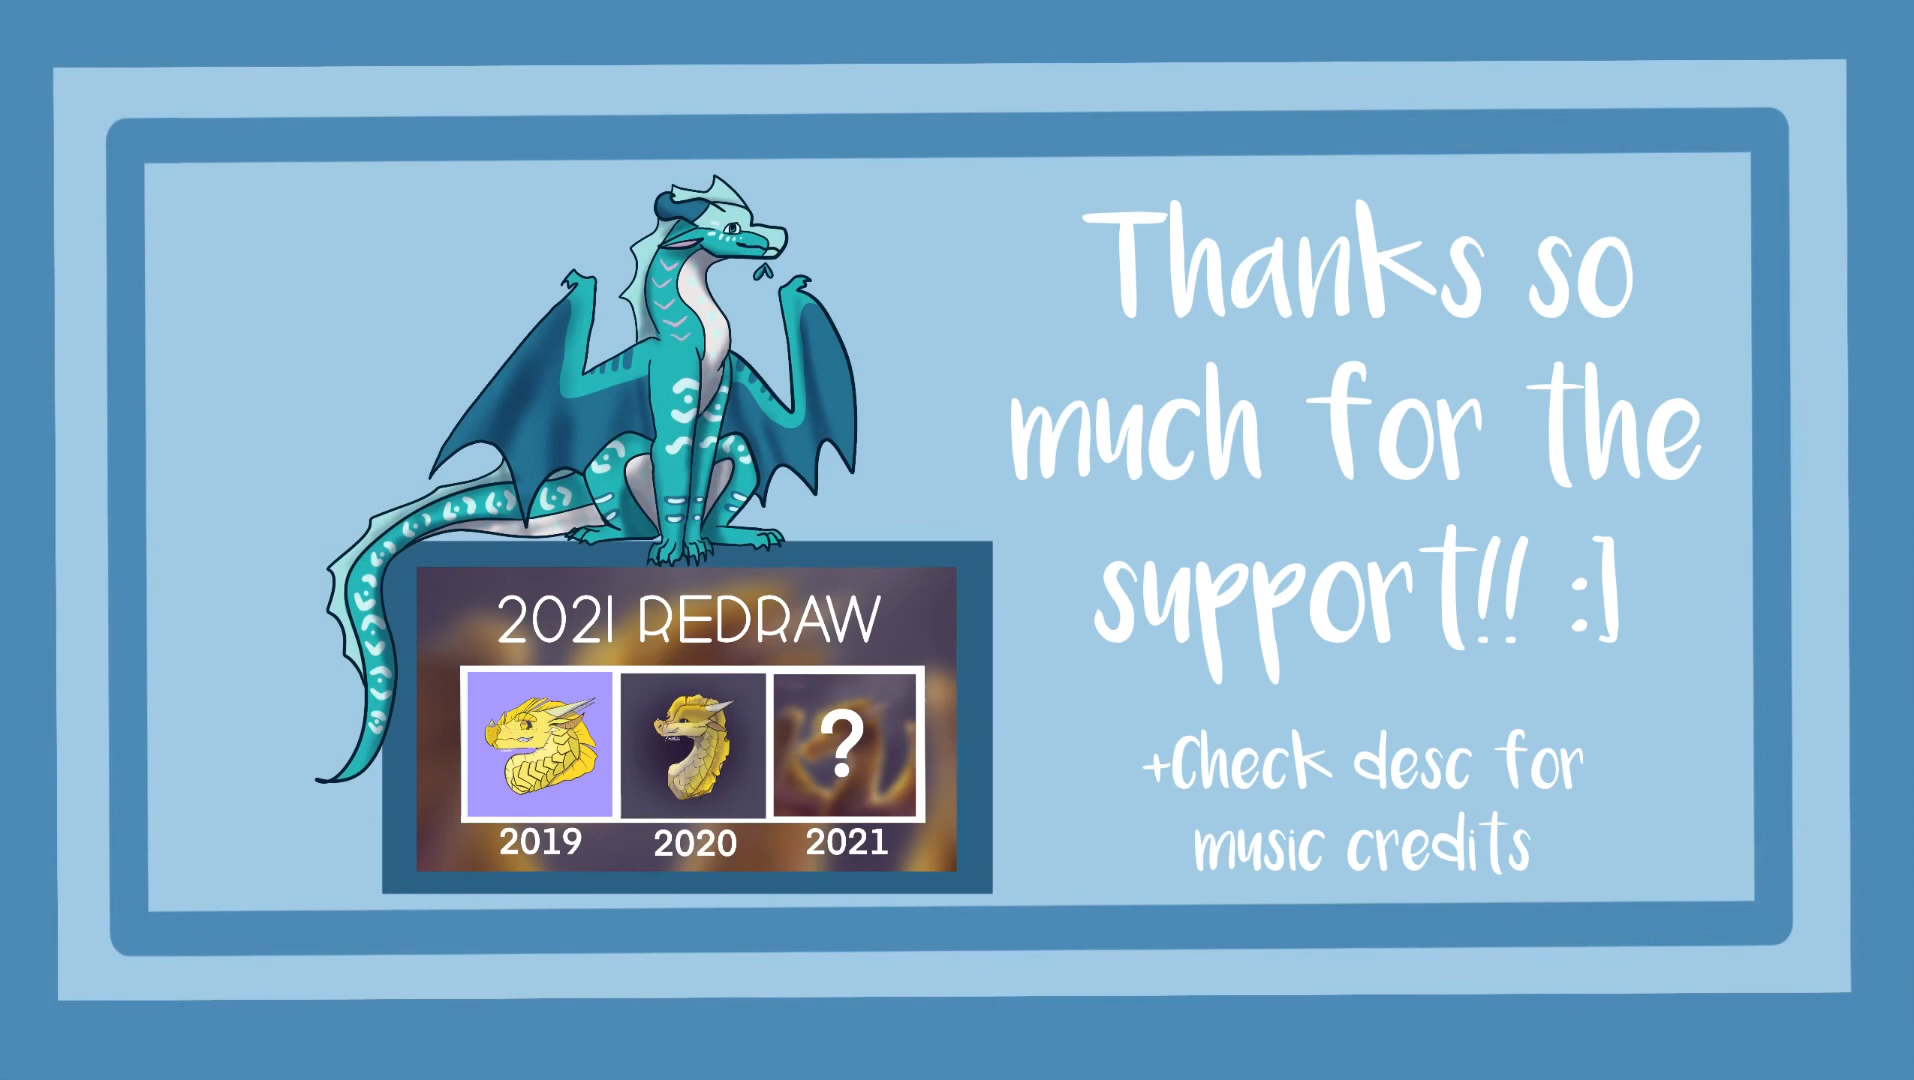 Thanks so
much for the
support!! :]
+Check desc for
music credits
2021 REDRAW
?
2019
2020
2021